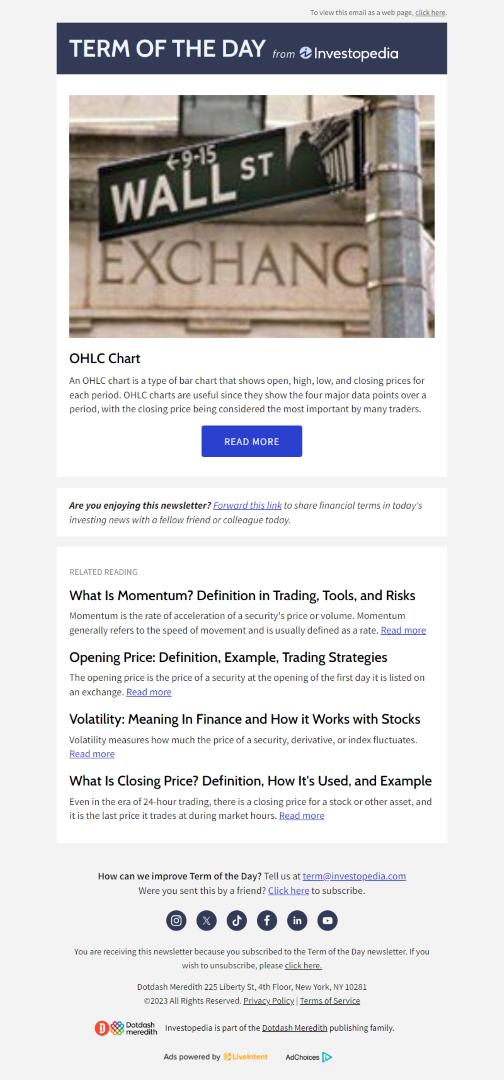 To view this email as a web page, click here.
TERM OF THE DAY from Investopedia
←9-15
WALL ST
EXCHANG
OHLC Chart
An OHLC chart is a type of bar chart that shows open, high, low, and closing prices for
each period. OHLC charts are useful since they show the four major data points over a
period, with the closing price being considered the most important by many traders.
READ MORE
Are you enjoying this newsletter? Forward this link to share financial terms in today's
investing news with a fellow friend or colleague today.
RELATED READING
What Is Momentum? Definition in Trading, Tools, and Risks
Momentum is the rate of acceleration of a security's price or volume. Momentum
generally refers to the speed of movement and is usually defined as a rate. Read more
Opening Price: Definition, Example, Trading Strategies
The opening price is the price of a security at the opening of the first day it is listed on
an exchange. Read more
Volatility: Meaning In Finance and How it Works with Stocks
Volatility measures how much the price of a security, derivative, or index fluctuates.
Read more
What Is Closing Price? Definition, How It's Used, and Example
Even in the era of 24-hour trading, there is a closing price for a stock or other asset, and
it is the last price it trades at during market hours. Read more
How can we improve Term of the Day? Tell us at term@investopedia.com
Were you sent this by a friend? Click here to subscribe.
You are receiving this newsletter because you subscribed to the Term of the Day newsletter. If you
wish to unsubscribe, please click here.
Dotdash Meredith 225 Liberty St, 4th Floor, New York, NY 10281
©2023 All Rights Reserved. Privacy Policy | Terms of Service
Dotdash
meredith
Investopedia is part of the Dotdash Meredith publishing family.
Ads powered by LiveIntent AdChoices